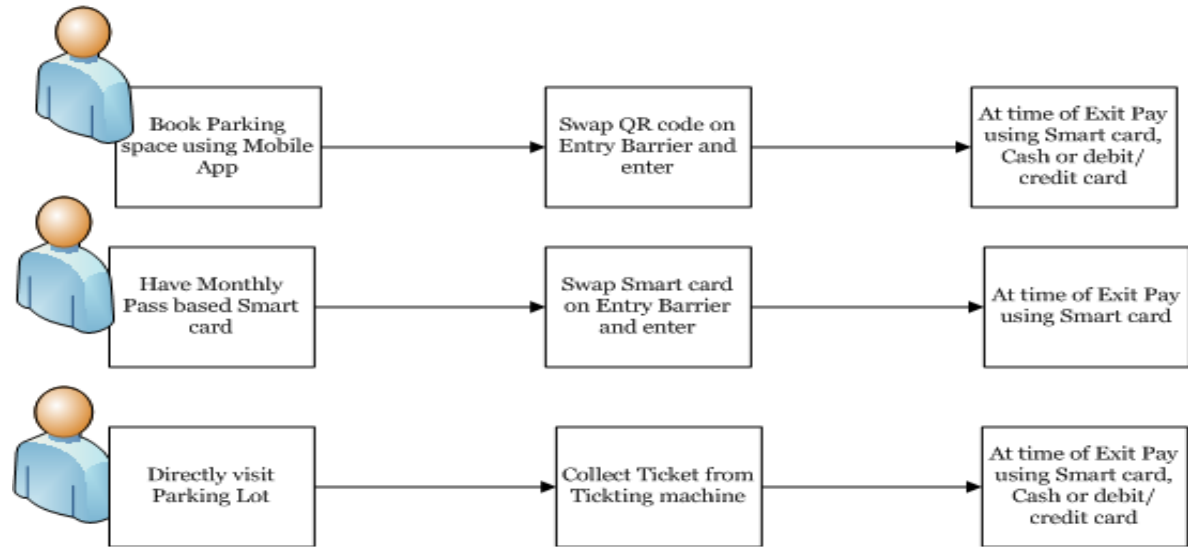 Book Parking
space using Mobile
App
Swap QR code on
Entry Barrier and
enter
At time of Exit Pay
using Smart card,
Cash or debit/
credit card
Have Monthly
Pass based Smart
card
Swap Smart card
on Entry Barrier
and enter
At time of Exit Pay
using Smart card
Directly visit
Parking Lot
Collect Ticket from
Tickting machine
At time of Exit Pay
using Smart card,
Cash or debit/
credit card